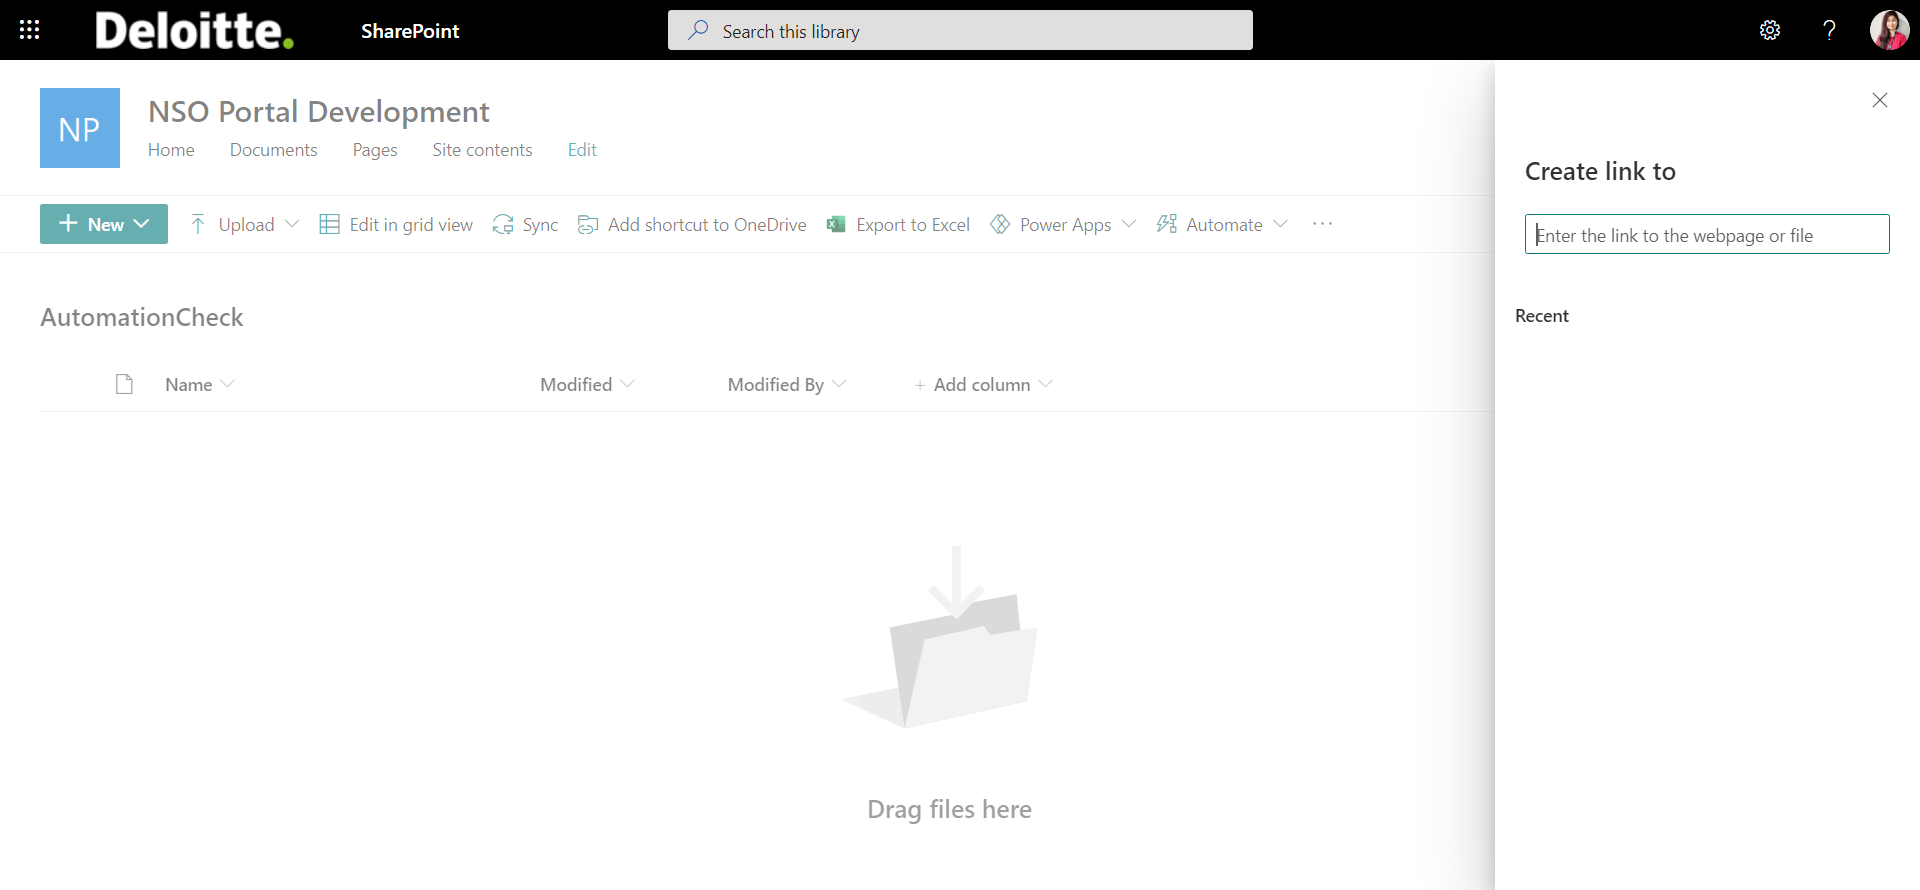 Deloitte.
SharePoint
Search this library
?
NP
NSO Portal Development
Home Documents Pages Site contents Edit
+ New Upload Edit in grid view Sync Add shortcut to OneDrive Export to Excel Power Apps Automate ...
AutomationCheck
Name Modified Modified By + Add column
Drag files here
Create link to
Enter the link to the webpage or file
Recent